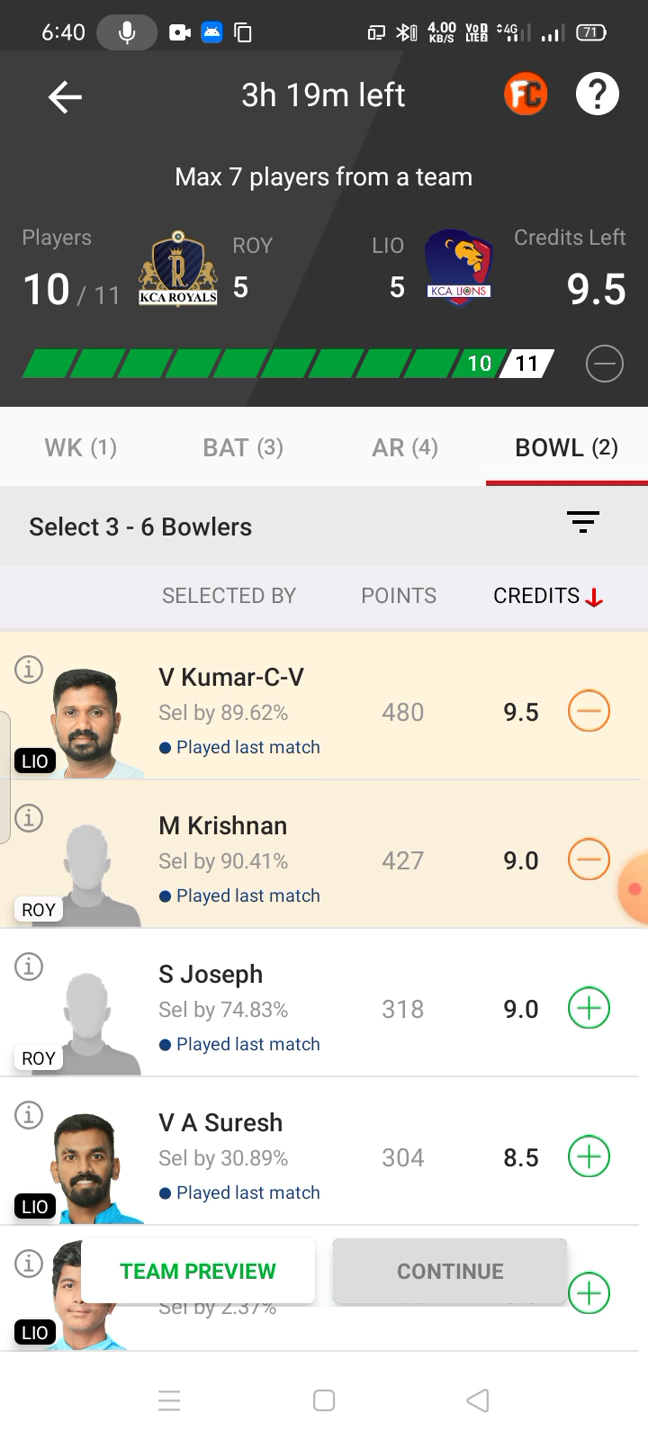 6:40
4.00 KB/S
VoD LTE 2
4G
71
3h 19m left
FC
?
Max 7 players from a team
Players
10 / 11
KCA ROYALS
ROY
5
LIO
5
KCA LIONS
Credits Left
9.5
10
11
WK (1)
BAT (3)
AR (4)
BOWL (2)
Select 3 - 6 Bowlers
SELECTED BY
POINTS
CREDITS
V Kumar-C-V
Sel by 89.62%
480
9.5
Played last match
LIO
M Krishnan
Sel by 90.41%
427
9.0
Played last match
ROY
S Joseph
Sel by 74.83%
318
9.0
Played last match
ROY
V A Suresh
Sel by 30.89%
304
8.5
Played last match
LIO
TEAM PREVIEW
CONTINUE
Sel by 2.37%
LIO